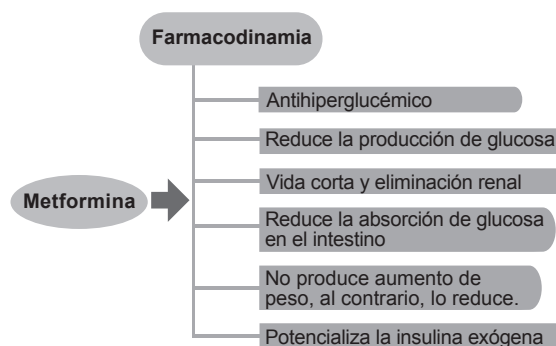 Farmacodinamia
Antihiperglucémico
Reduce la producción de glucosa
Vida corta y eliminación renal
Metformina
Reduce la absorción de glucosa
en el intestino
No produce aumento de
peso, al contrario, lo reduce.
Potencializa la insulina exógena